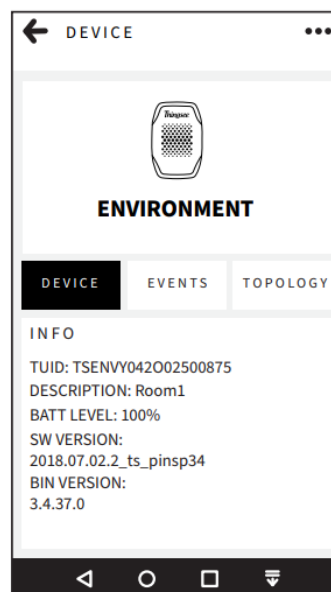 DEVICE
Thingsee
ENVIRONMENT
DEVICE EVENTS TOPOLOGY
INFO
TUID: TSENVY042O02500875
DESCRIPTION: Room1
BATT LEVEL: 100%
SW VERSION:
2018.07.02.2_ts_pinsp34
BIN VERSION:
3.4.37.0